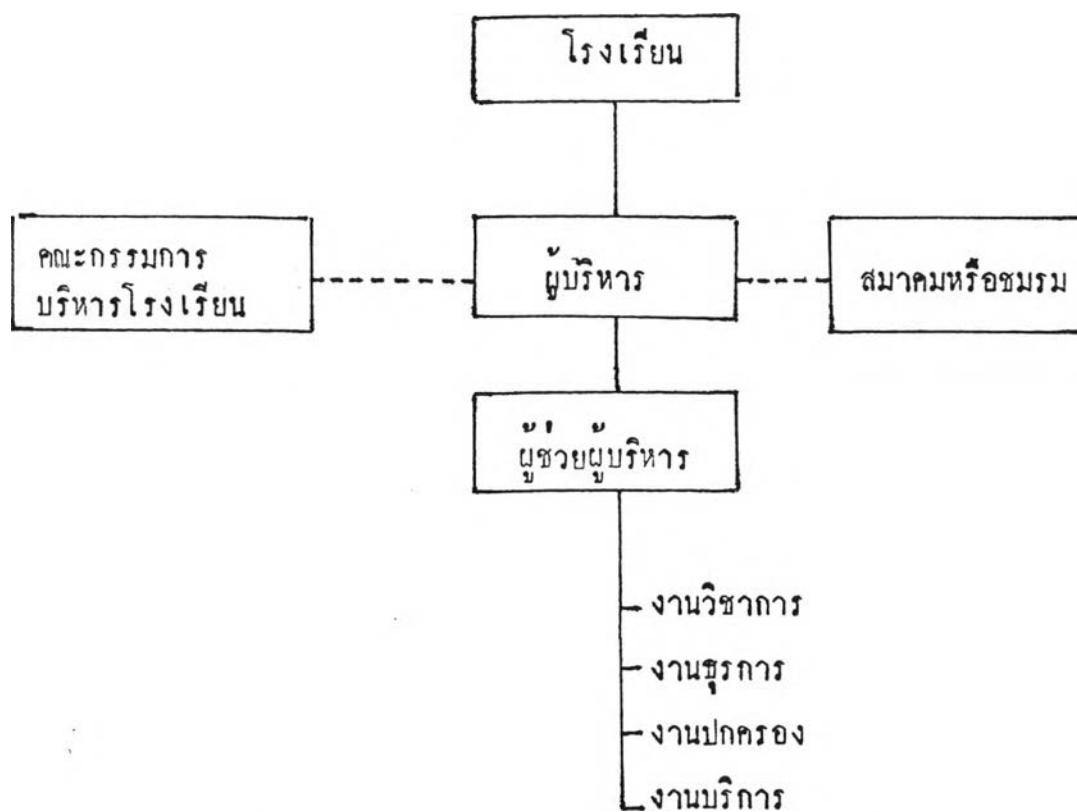 โรงเรียน
คณะกรรมการ
บริหารโรงเรียน
ผู้บริหาร
สมาคมหรือชมรม
ผู้ช่วยผู้บริหาร
งานวิชาการ
งานธุรการ
งานปกครอง
งานบริการ